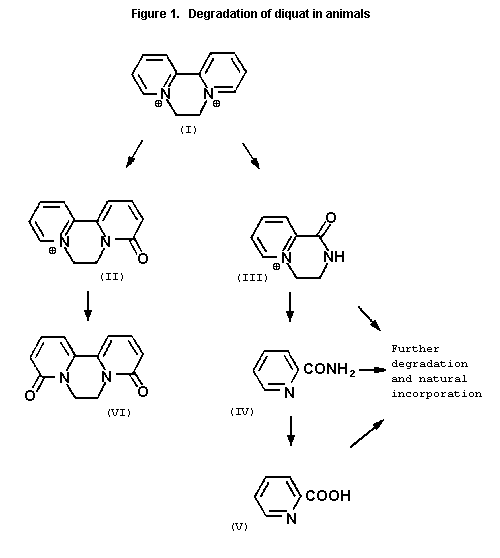 Figure 1. Degradation of diquat in animals
N N
⊕ ⊕
(I)
N N
⊕ O
(II)
O
N NH
⊕
(III)
N N
O O
(VI)
CONH₂
N
(IV)
Further
degradation
and natural
incorporation
COOH
N
(V)